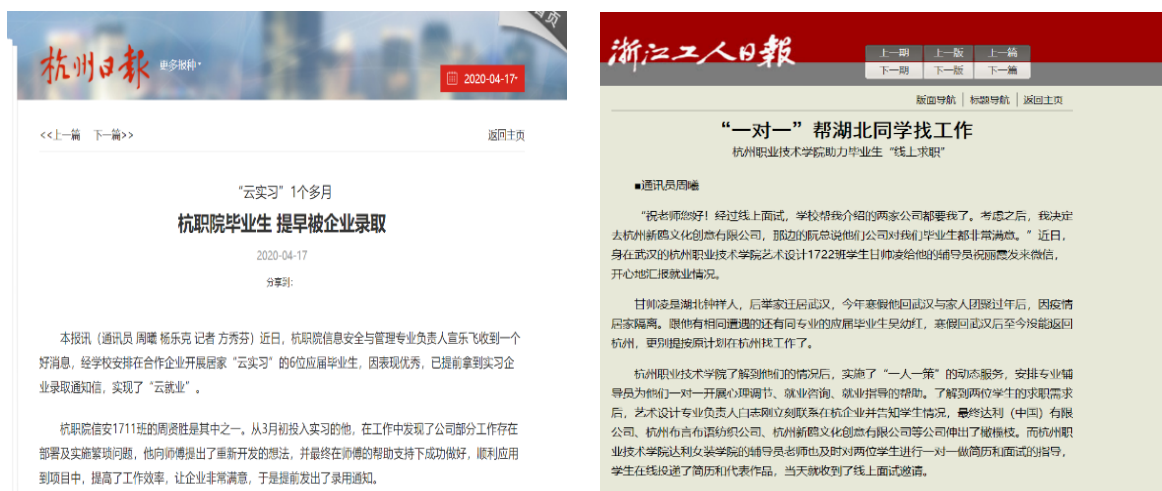 杭州日報
更多报种
首页
2020-04-17
<<上一篇 下一篇>>
返回主页
“云实习”1个多月
杭职院毕业生 提早被企业录取
2020-04-17
分享到:
本报讯（通讯员 周曦 杨乐克 记者 方秀芬）近日，杭职院信息安全与管理专业负责人宣乐飞收到一个
好消息，经学校安排在合作企业开展居家“云实习”的6位应届毕业生，因表现优秀，已提前拿到实习企
业录取通知信，实现了“云就业”。
杭职院信安1711班的周贤胜是其中之一。从3月初投入实习的他，在工作中发现了公司部分工作存在
部署及实施繁琐问题，他向师傅提出了重新开发的想法，并最终在师傅的帮助支持下成功做好，顺利应用
到项目中，提高了工作效率，让企业非常满意，于是提前发出了录用通知。
浙江工人日報
上一期 上一版 上一篇
下一期 下一版 下一篇
版面导航 | 标题导航 | 返回主页
“一对一”帮湖北同学找工作
杭州职业技术学院助力毕业生“线上求职”
■通讯员周曦
“祝老师您好！经过线上面试，学校帮我介绍的两家公司都要我了。考虑之后，我决定
去杭州新鸥文化创意有限公司，那边的阮总说他们公司对我们毕业生都非常满意。”近日，
身在武汉的杭州职业技术学院艺术设计1722班学生甘帅凌给他的辅导员祝丽霞发来微信，
开心地汇报就业情况。
甘帅凌是湖北钟祥人，后举家迁居武汉，今年寒假他回武汉与家人团聚过年后，因疫情
居家隔离。跟他有相同遭遇的还有同专业的应届毕业生吴幼红，寒假回武汉后至今没能返回
杭州，更别提按原计划在杭州找工作了。
杭州职业技术学院了解到他们的情况后，实施了“一人一策”的动态服务，安排专业辅
导员为他们一对一开展心理调节、就业咨询、就业指导的帮助。了解到两位学生的求职需求
后，艺术设计专业负责人白志刚立刻联系在杭企业并告知学生情况，最终达利（中国）有限
公司、杭州布言布语纺织公司、杭州新鸥文化创意有限公司等公司伸出了橄榄枝。而杭州职
业技术学院达利女装学院的辅导员老师也及时对两位学生进行一对一做简历和面试的指导，
学生在线投递了简历和代表作品，当天就收到了线上面试邀请。